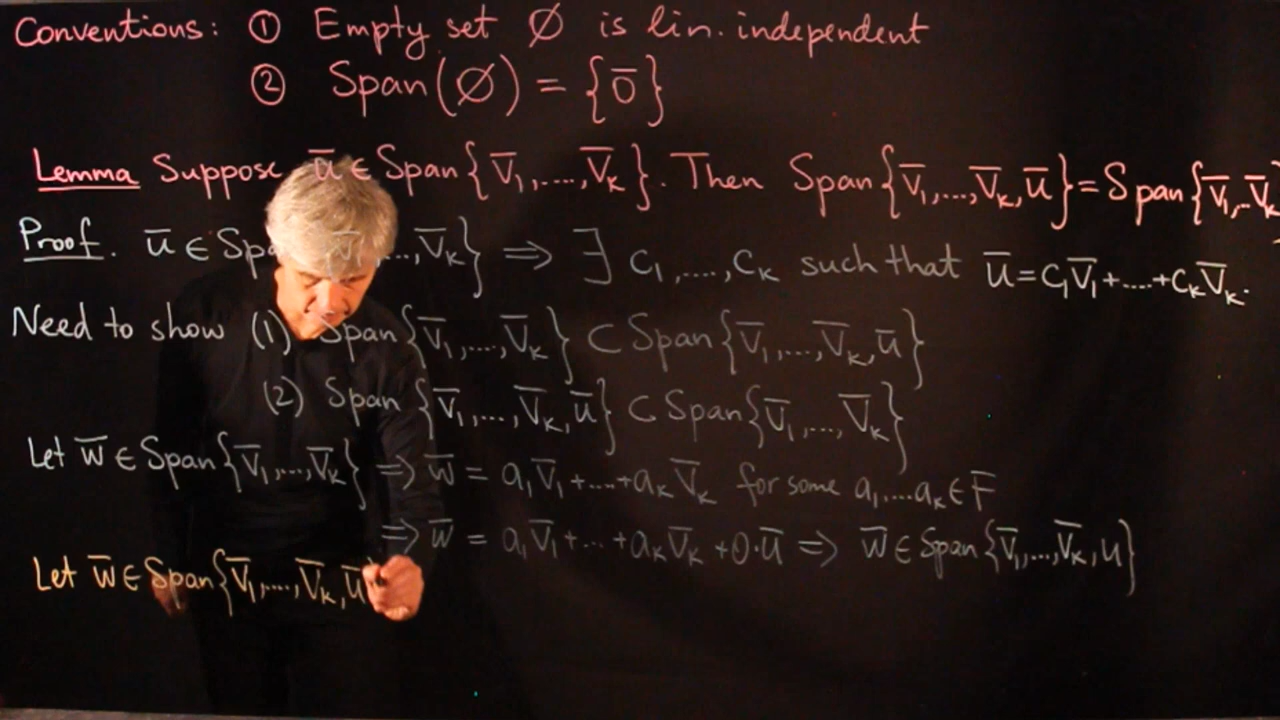 Conventions: ① Empty set ∅ is lin. independent
② Span(∅) = {0̄}
Lemma Suppose ū ∈ Span{v̄₁,....,v̄ₖ}. Then Span{v̄₁,...,v̄ₖ,ū}=Span{v̄₁,..v̄ₖ
Proof. ū ∈ Spa v̄₁,...,v̄ₖ} ⟹ ∃ c₁,....,cₖ such that ū=c₁v̄₁+....+cₖv̄ₖ.
Need to show (1) Span{v̄₁,...,v̄ₖ} ⊂ Span{v̄₁,...,v̄ₖ,ū}
(2) Span{v̄₁,...,v̄ₖ,ū} ⊂ Span{v̄₁,...,v̄ₖ}
Let w̄ ∈ Span{v̄₁,...,v̄ₖ} ⟹ w̄ = a₁v̄₁+....+aₖv̄ₖ for some a₁,....aₖ∈F
⟹ w̄ = a₁v̄₁+...+aₖv̄ₖ+0·ū ⟹ w̄ ∈ Span{v̄₁,...,v̄ₖ,u}
Let w̄ ∈ Span{v̄₁,....,v̄ₖ,ū